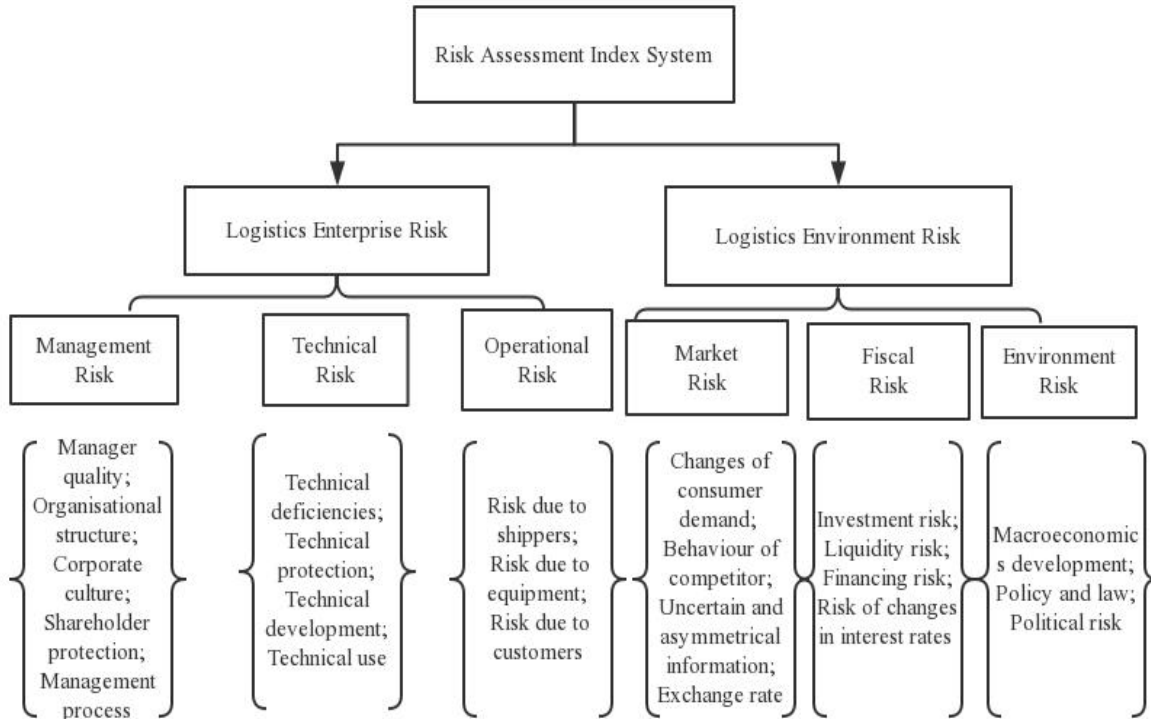 Risk Assessment Index System
Logistics Enterprise Risk
Logistics Environment Risk
Management
Risk
Technical
Risk
Operational
Risk
Market
Risk
Fiscal
Risk
Environment
Risk
Manager
quality;
Organisational
structure;
Corporate
culture;
Shareholder
protection;
Management
process
Technical
deficiencies;
Technical
protection;
Technical
development;
Technical use
Risk due to
shippers;
Risk due to
equipment;
Risk due to
customers
Changes of
consumer
demand;
Behaviour of
competitor;
Uncertain and
asymmetrical
information;
Exchange rate
Investment risk;
Liquidity risk;
Financing risk;
Risk of changes
in interest rates
Macroeconomic
s development;
Policy and law;
Political risk